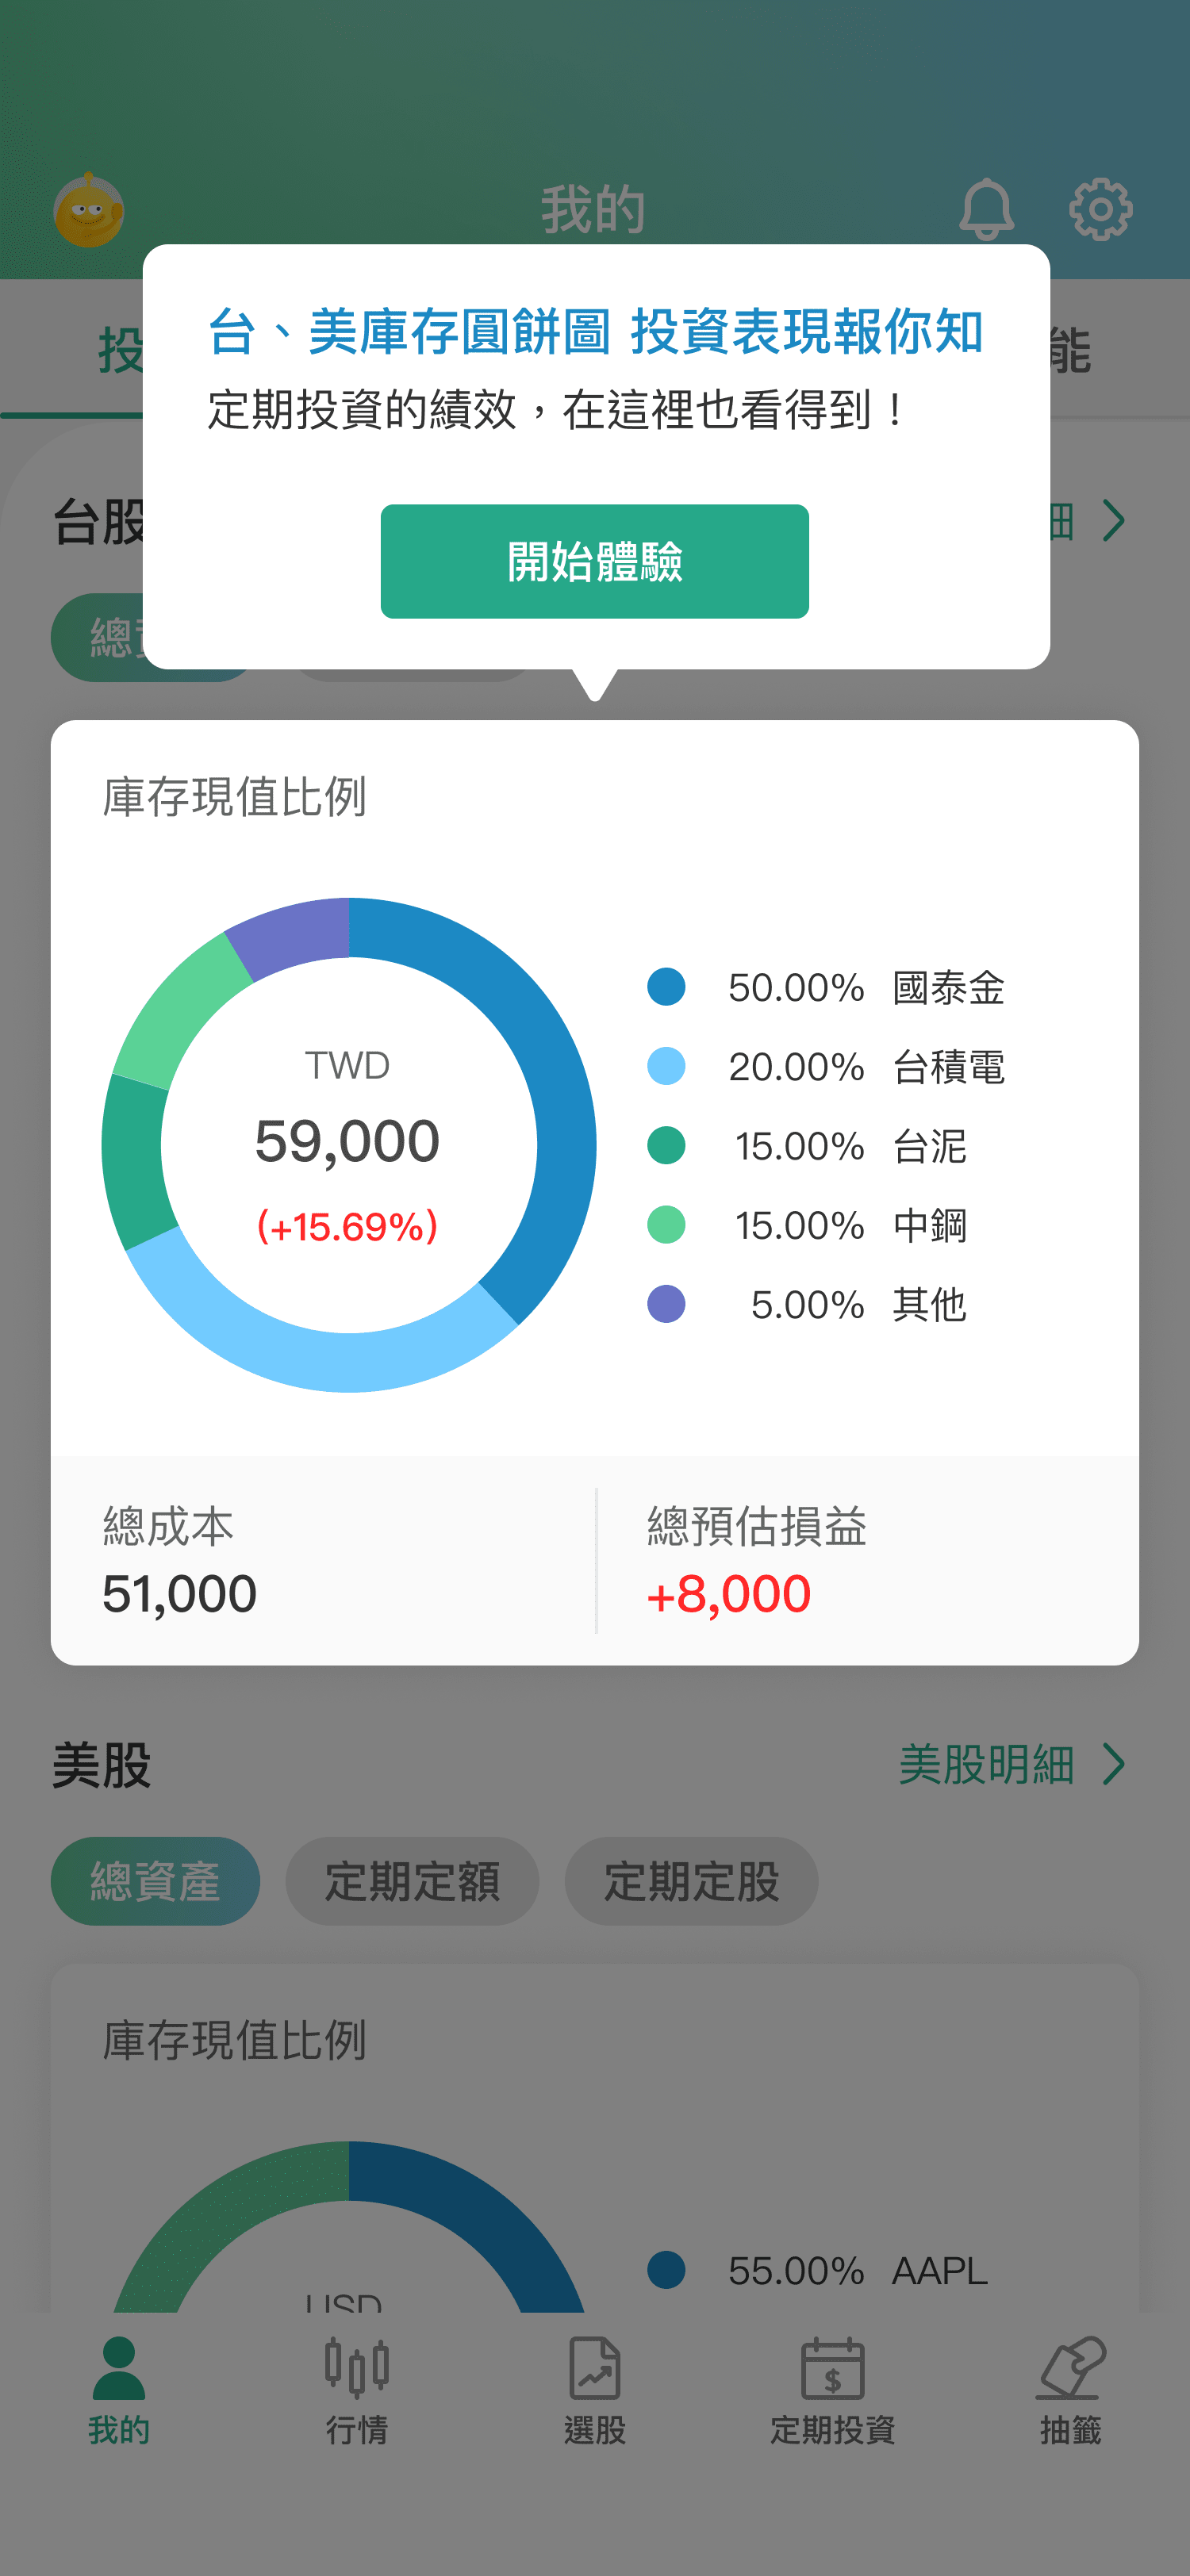 我的
台、美庫存圓餅圖 投資表現報你知
投 能
定期投資的績效，在這裡也看得到！
台股 細
開始體驗
總
庫存現值比例
50.00% 國泰金
TWD
20.00% 台積電
59,000
15.00% 台泥
(+15.69%)
15.00% 中鋼
5.00% 其他
總成本 總預估損益
51,000 +8,000
美股 美股明細
總資產 定期定額 定期定股
庫存現值比例
55.00% AAPL
USD
我的 行情 選股 定期投資 抽籤